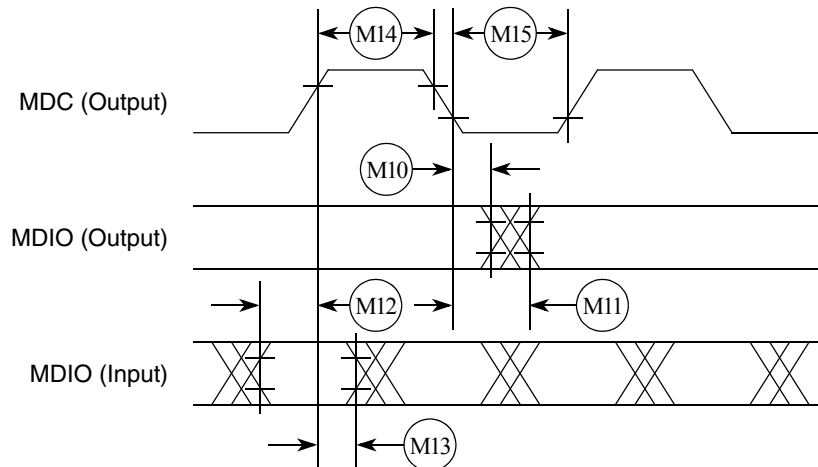 M14
M15
MDC (Output)
M10
MDIO (Output)
M12
M11
MDIO (Input)
M13